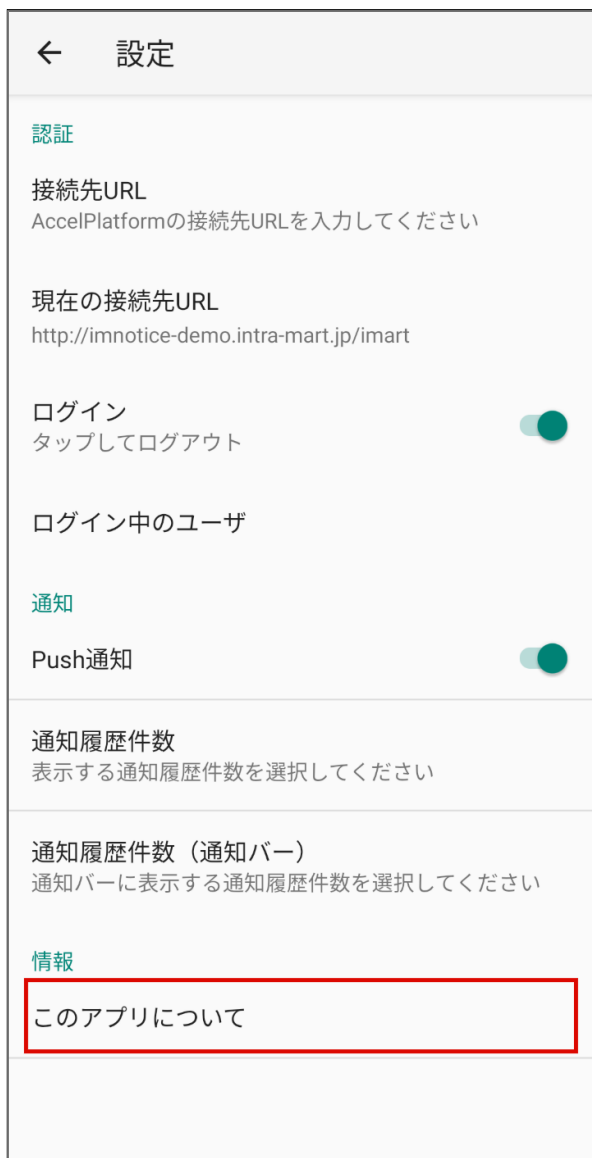 設定
認証
接続先URL
AccelPlatformの接続先URLを入力してください
現在の接続先URL
http://imnotice-demo.intra-mart.jp/imart
ログイン
タップしてログアウト
ログイン中のユーザ
通知
Push通知
通知履歴件数
表示する通知履歴件数を選択してください
通知履歴件数（通知バー）
通知バーに表示する通知履歴件数を選択してください
情報
このアプリについて